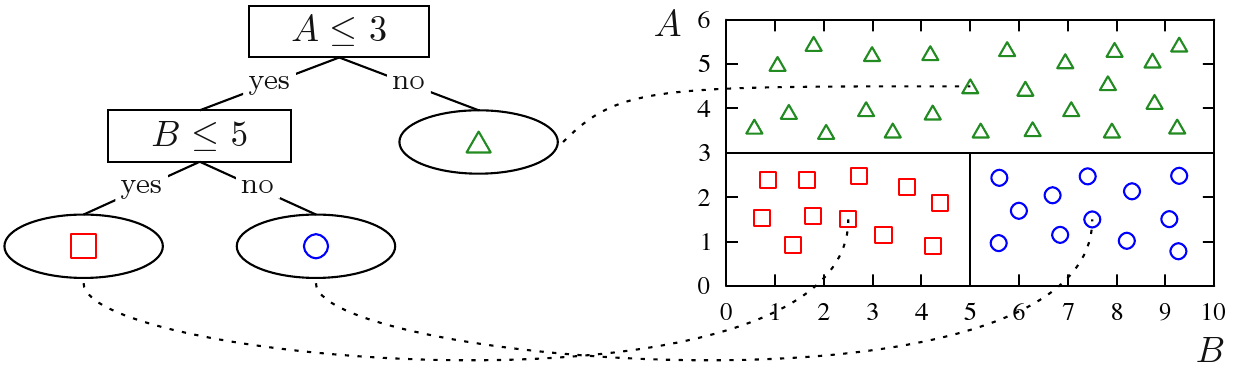 A ≤ 3
yes
no
B ≤ 5
yes
no
A
6
5
4
3
2
1
0
0 1 2 3 4 5 6 7 8 9 10
B